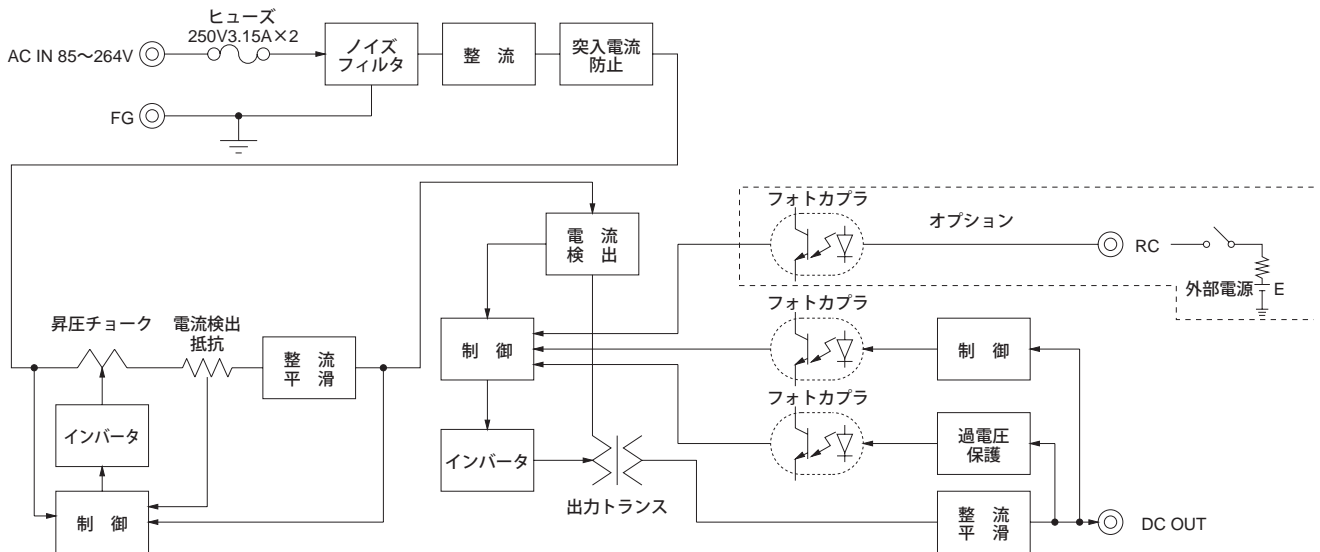 ヒューズ
250V3.15A×2
AC IN 85～264V
ノイズ
フィルタ
整 流
突入電流
防止
FG
フォトカプラ
オプション
電 流
検 出
RC
外部電源
E
フォトカプラ
昇圧チョーク
電流検出
抵抗
制 御
制 御
整 流
平 滑
フォトカプラ
インバータ
インバータ
過電圧
保護
出力トランス
制 御
整 流
平 滑
DC OUT